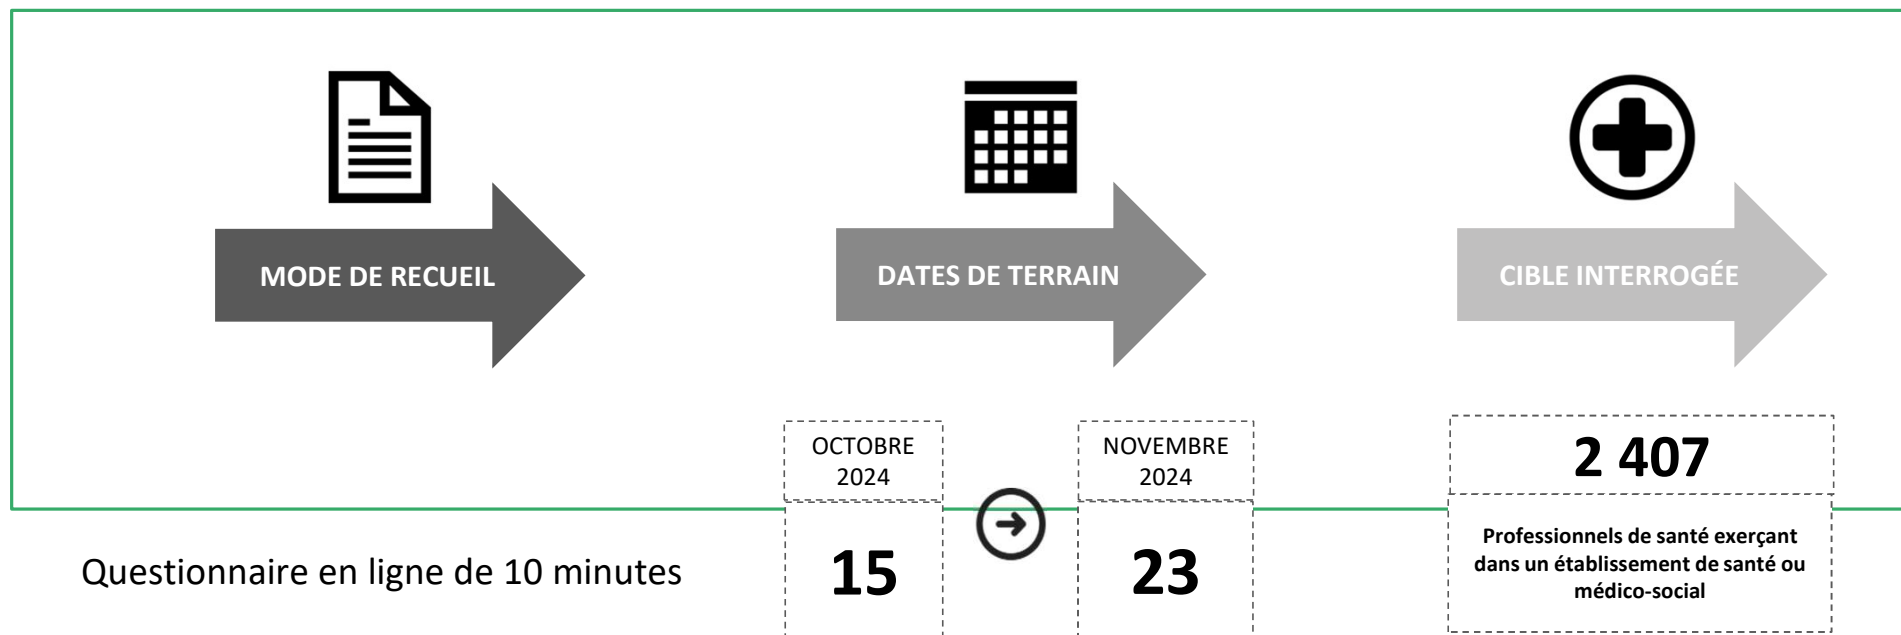 MODE DE RECUEIL
Questionnaire en ligne de 10 minutes
DATES DE TERRAIN
OCTOBRE
2024
15
NOVEMBRE
2024
23
CIBLE INTERROGÉE
2 407
Professionnels de santé exerçant
dans un établissement de santé ou
médico-social